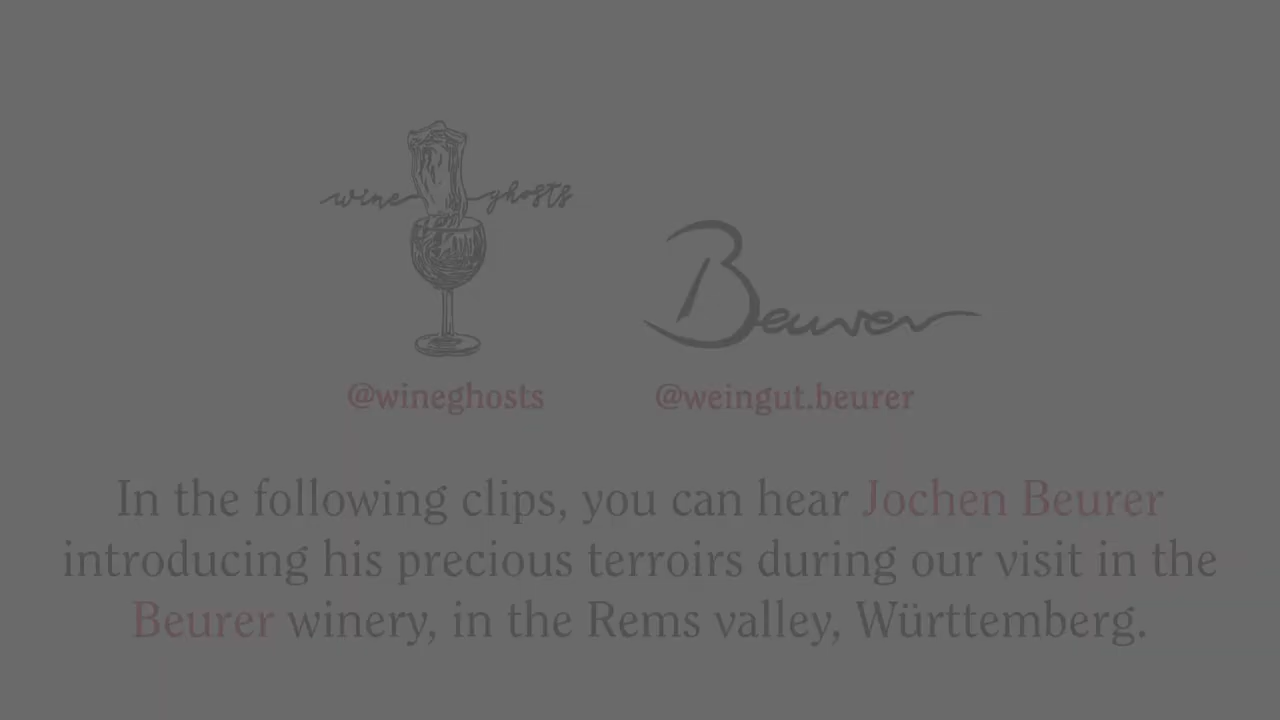 wine ghosts
Beurer
@wineghosts @weingut.beurer
In the following clips, you can hear Jochen Beurer
introducing his precious terroirs during our visit in the
Beurer winery, in the Rems valley, Württemberg.